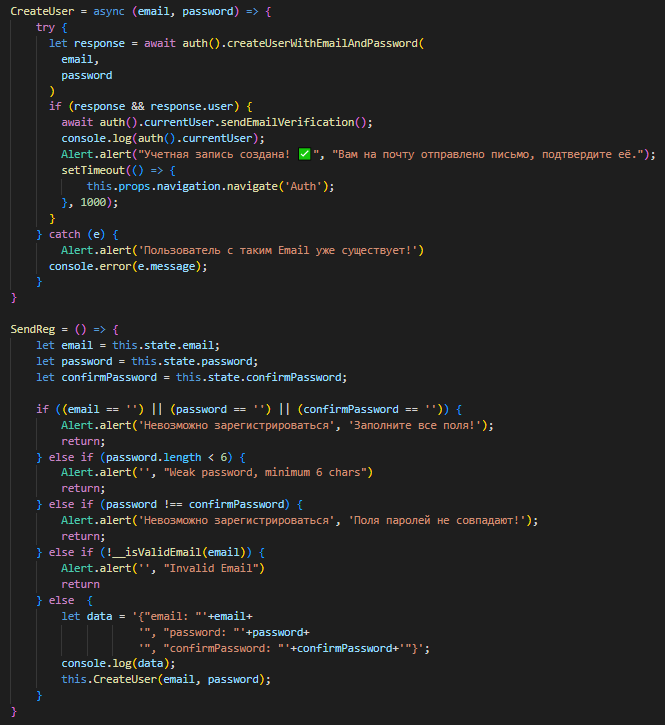 CreateUser = async (email, password) => {
    try {
      let response = await auth().createUserWithEmailAndPassword(
        email,
        password
      )
      if (response && response.user) {
        await auth().currentUser.sendEmailVerification();
        console.log(auth().currentUser);
        Alert.alert("Учетная запись создана! ✅", "Вам на почту отправлено письмо, подтвердите её.");
        setTimeout(() => {
            this.props.navigation.navigate('Auth');
        }, 1000);
      }
    } catch (e) {
        Alert.alert('Пользователь с таким Email уже существует!')
      console.error(e.message);
    }
}

SendReg = () => {
    let email = this.state.email;
    let password = this.state.password;
    let confirmPassword = this.state.confirmPassword;

    if ((email == '') || (password == '') || (confirmPassword == '')) {
        Alert.alert('Невозможно зарегистрироваться', 'Заполните все поля!');
        return;
    } else if (password.length < 6) {
        Alert.alert('', "Weak password, minimum 6 chars")
        return;
    } else if (password !== confirmPassword) {
        Alert.alert('Невозможно зарегистрироваться', 'Поля паролей не совпадают!');
        return;
    } else if (!__isValidEmail(email)) {
        Alert.alert('', "Invalid Email")
        return
    } else  {
        let data = '{"email: "'+email+
                    '", "password: "'+password+
                    '", "confirmPassword: "'+confirmPassword+'"}';
        console.log(data);
        this.CreateUser(email, password);
    }
}